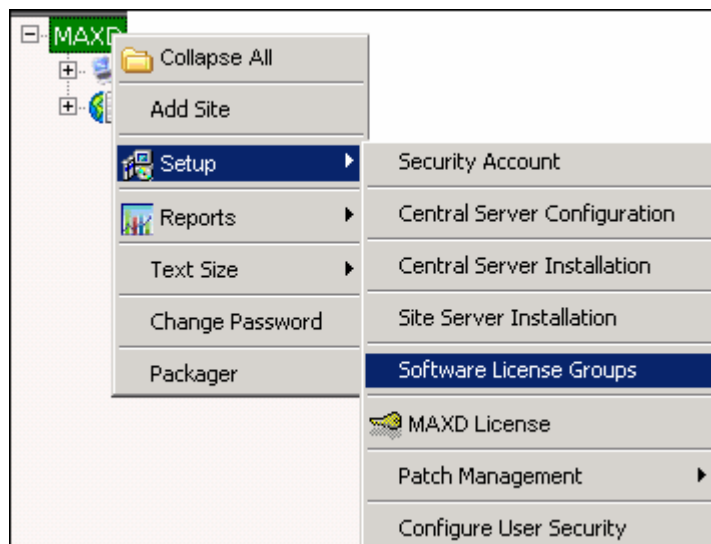 MAXD
Collapse All
Add Site
Setup
Reports
Text Size
Change Password
Packager
Security Account
Central Server Configuration
Central Server Installation
Site Server Installation
Software License Groups
MAXD License
Patch Management
Configure User Security